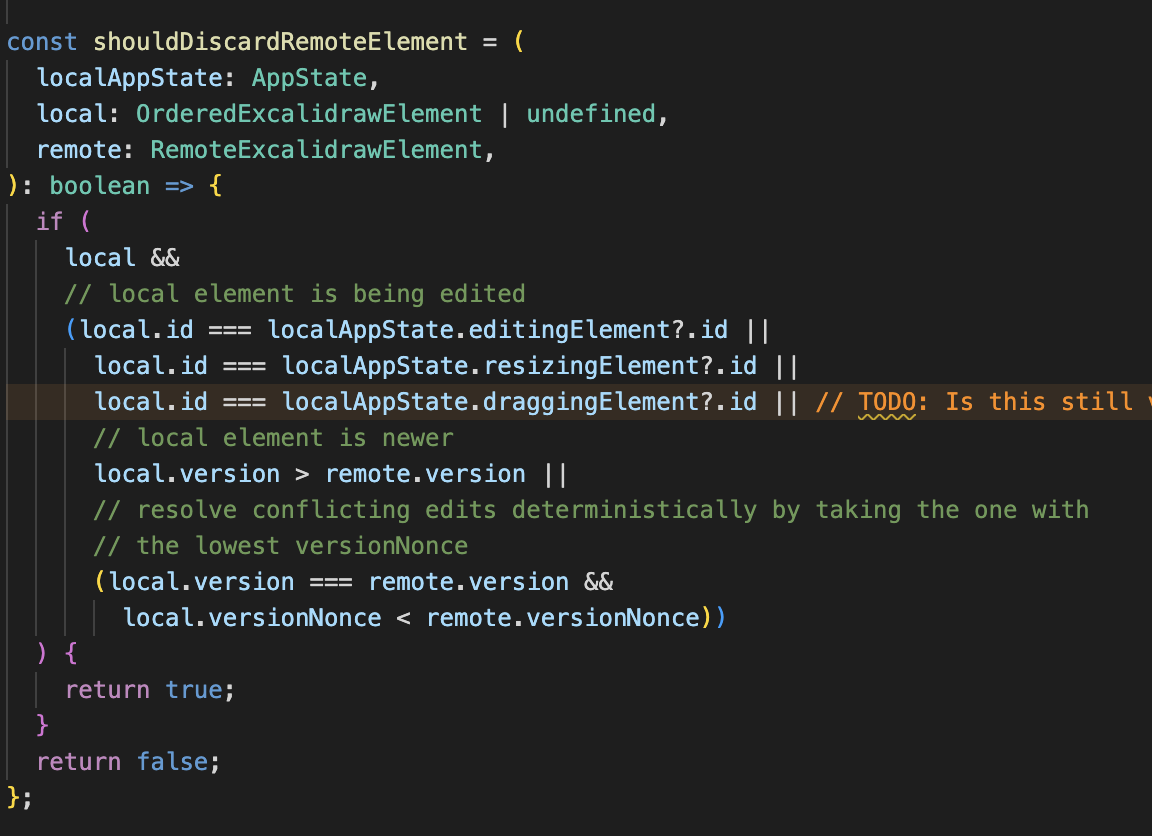 const shouldDiscardRemoteElement = (
  localAppState: AppState,
  local: OrderedExcalidrawElement | undefined,
  remote: RemoteExcalidrawElement,
): boolean => {
  if (
    local &&
    // local element is being edited
    (local.id === localAppState.editingElement?.id ||
      local.id === localAppState.resizingElement?.id ||
      local.id === localAppState.draggingElement?.id || // TODO: Is this still
      // local element is newer
      local.version > remote.version ||
      // resolve conflicting edits deterministically by taking the one with
      // the lowest versionNonce
      (local.version === remote.version &&
        local.versionNonce < remote.versionNonce))
  ) {
    return true;
  }
  return false;
};